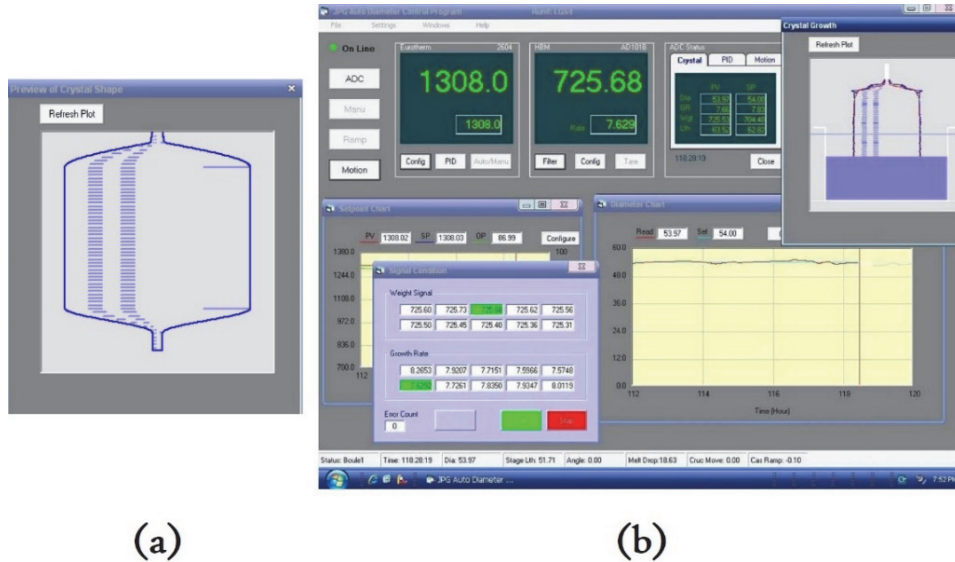 Preview of Crystal Shape
Refresh Plot
JPG Auto Diameter Control Program
File Settings Windows Help
On Line
ADC
Manu
Ramp
Motion
Eurotherm 2604
1308.0
1308.0
Config PID Auto/Manu
HBM AD101B
725.68
Rate 7.629
Filter Config Tare
ADC Status
Crystal PID Motion
PV SP
Dia 53.97 54.00
GR 7.66 7.83
Wgt 725.53 704.48
Lth 63.52 62.82
118:28:19 Close
Crystal Growth
Refresh Plot
Setpoint Chart
PV 1308.02 SP 1308.03 OP 86.99 Configure
1380.0 100
1244.0
1108.0
972.0
836.0
700.0
112
Signal Condition
Weight Signal
725.60 725.73 725.62 725.56
725.50 725.45 725.40 725.36 725.31
Growth Rate
8.2653 7.9207 7.7151 7.5966 7.5748
7.7261 7.8350 7.9347 8.0119
Error Count
0
Diameter Chart
Read 53.97 Set 54.00
60.0
48.0
36.0
24.0
12.0
0.0
112 114 116 118 120
Time (Hour)
Status: Boule1 Time: 118:28:19 Dia: 53.97 Stage Lth: 51.71 Angle: 0.00 Melt Drop:18.63 Cruc Move: 0.00 Cas Ramp: -0.10
JPG Auto Diameter ... 7:52 PM
(a)
(b)